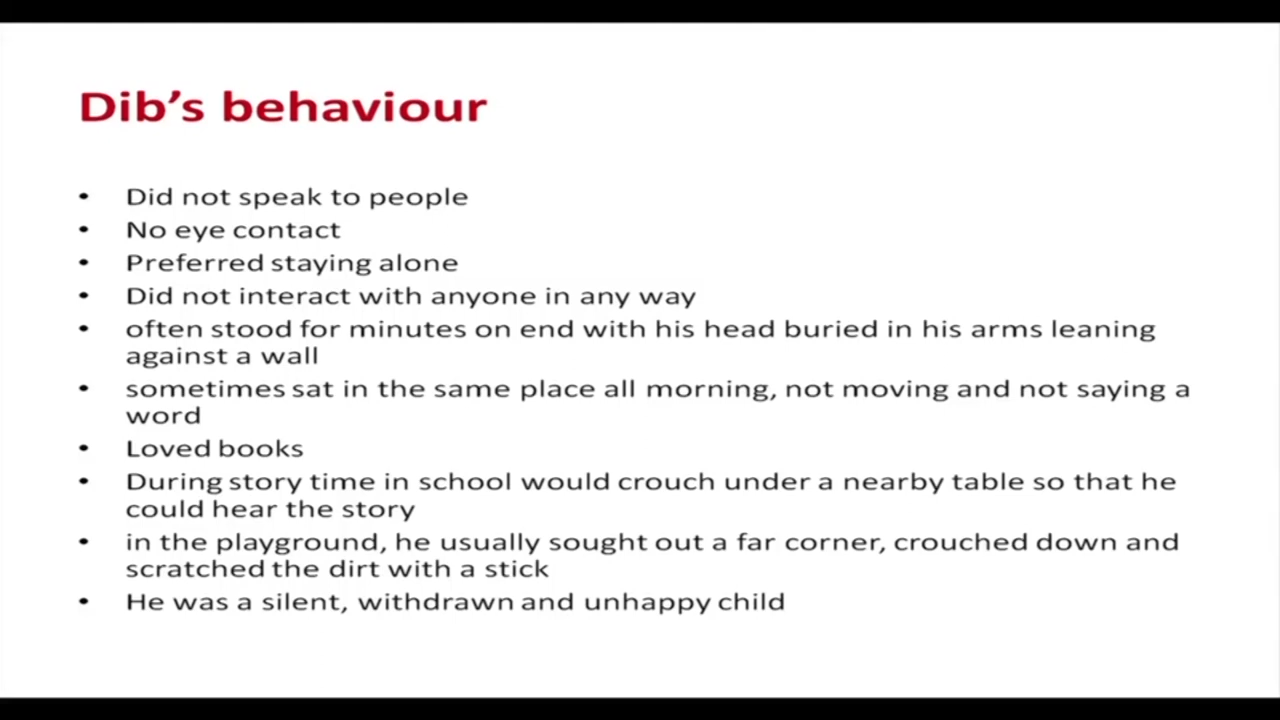 Dib’s behaviour
• Did not speak to people
• No eye contact
• Preferred staying alone
• Did not interact with anyone in any way
• often stood for minutes on end with his head buried in his arms leaning
against a wall
• sometimes sat in the same place all morning, not moving and not saying a
word
• Loved books
• During story time in school would crouch under a nearby table so that he
could hear the story
• in the playground, he usually sought out a far corner, crouched down and
scratched the dirt with a stick
• He was a silent, withdrawn and unhappy child